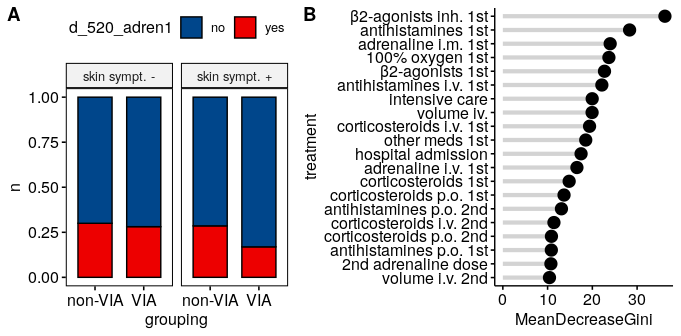 A
d_520_adren1 no yes
skin sympt. - skin sympt. +
1.00
0.75
0.50
0.25
0.00
n
non-VIA VIA non-VIA VIA
grouping
B
treatment
β2-agonists inh. 1st
antihistamines 1st
adrenaline i.m. 1st
100% oxygen 1st
β2-agonists 1st
antihistamines i.v. 1st
intensive care
volume iv.
corticosteroids i.v. 1st
other meds 1st
hospital admission
adrenaline i.v. 1st
corticosteroids 1st
corticosteroids p.o. 1st
antihistamines p.o. 2nd
corticosteroids i.v. 2nd
corticosteroids p.o. 2nd
antihistamines p.o. 1st
2nd adrenaline dose
volume i.v. 2nd
0 10 20 30
MeanDecreaseGini